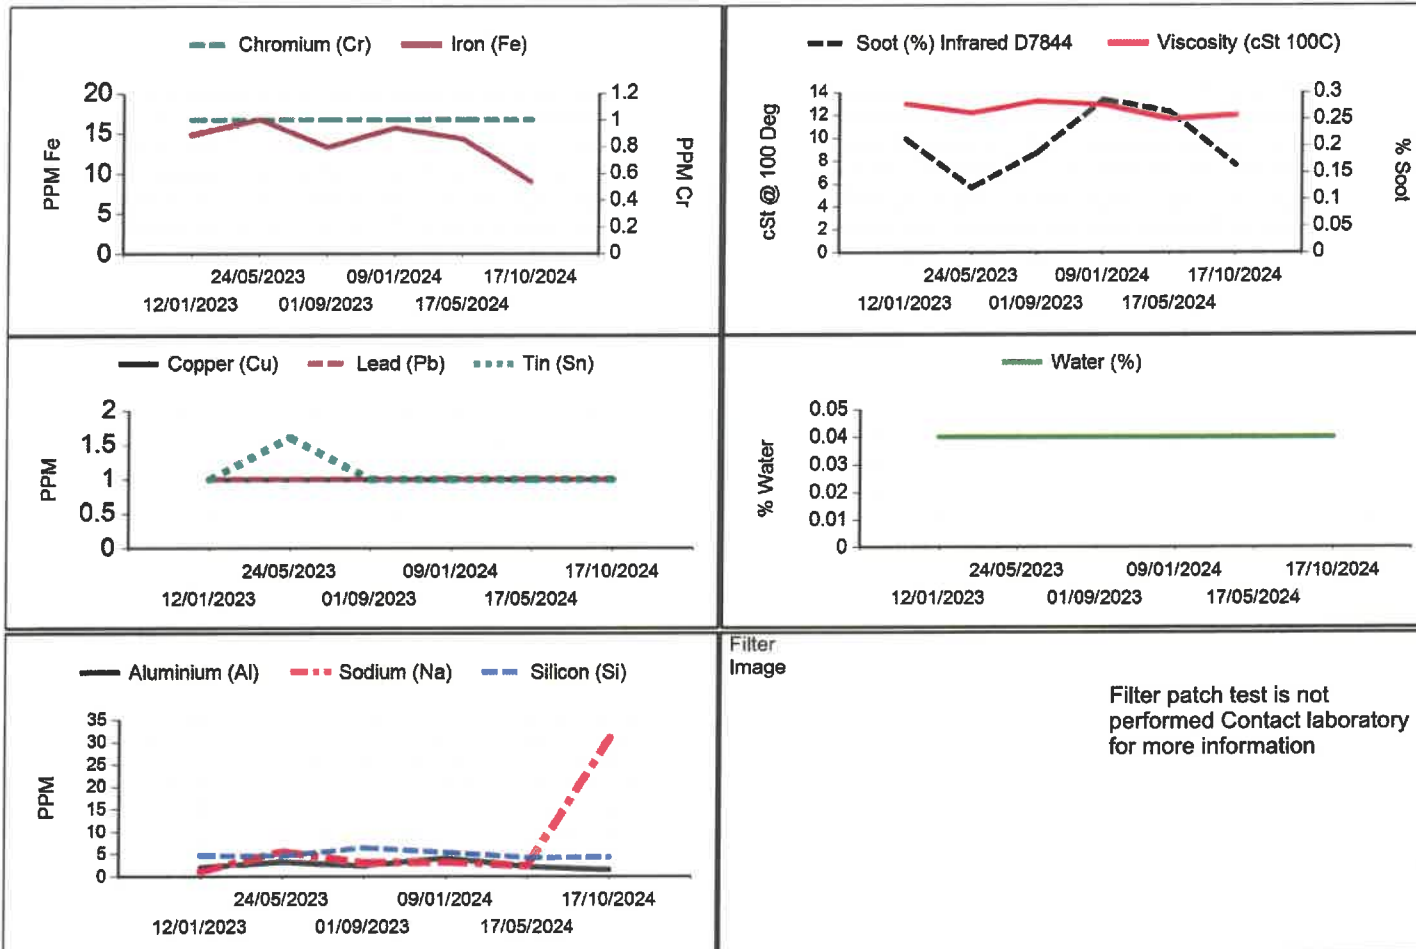 Chromium (Cr) Iron (Fe)
20
15
10
5
0
PPM Fe
1.2
1
0.8
0.6
0.4
0.2
0
PPM Cr
24/05/2023 09/01/2024 17/10/2024
12/01/2023 01/09/2023 17/05/2024
Soot (%) Infrared D7844 Viscosity (cSt 100C)
14
12
10
8
6
4
2
0
cSt @ 100 Deg
0.3
0.25
0.2
0.15
0.1
0.05
0
% Soot
24/05/2023 09/01/2024 17/10/2024
12/01/2023 01/09/2023 17/05/2024
Copper (Cu) Lead (Pb) Tin (Sn)
2
1.5
1
0.5
0
PPM
24/05/2023 09/01/2024 17/10/2024
12/01/2023 01/09/2023 17/05/2024
Water (%)
0.05
0.04
0.03
0.02
0.01
0
% Water
24/05/2023 09/01/2024 17/10/2024
12/01/2023 01/09/2023 17/05/2024
Aluminium (Al) Sodium (Na) Silicon (Si)
35
30
25
20
15
10
5
0
PPM
24/05/2023 09/01/2024 17/10/2024
12/01/2023 01/09/2023 17/05/2024
Filter
Image
Filter patch test is not
performed Contact laboratory
for more information